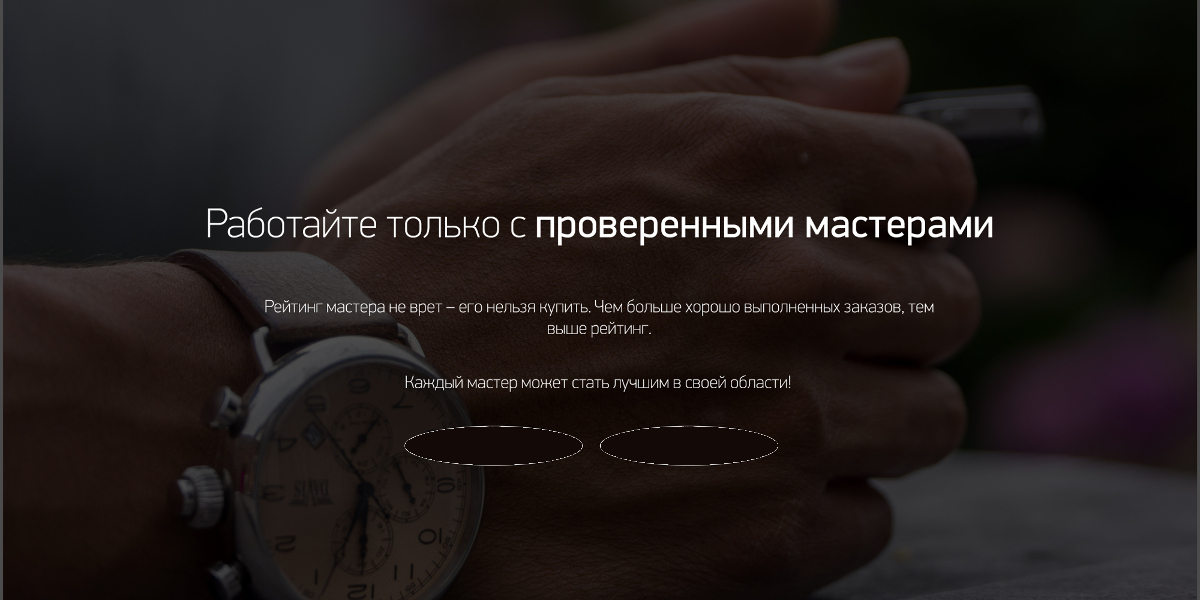 Работайте только с проверенными мастерами
Рейтинг мастера не врет – его нельзя купить. Чем больше хорошо выполненных заказов, тем
выше рейтинг.
Каждый мастер может стать лучшим в своей области!